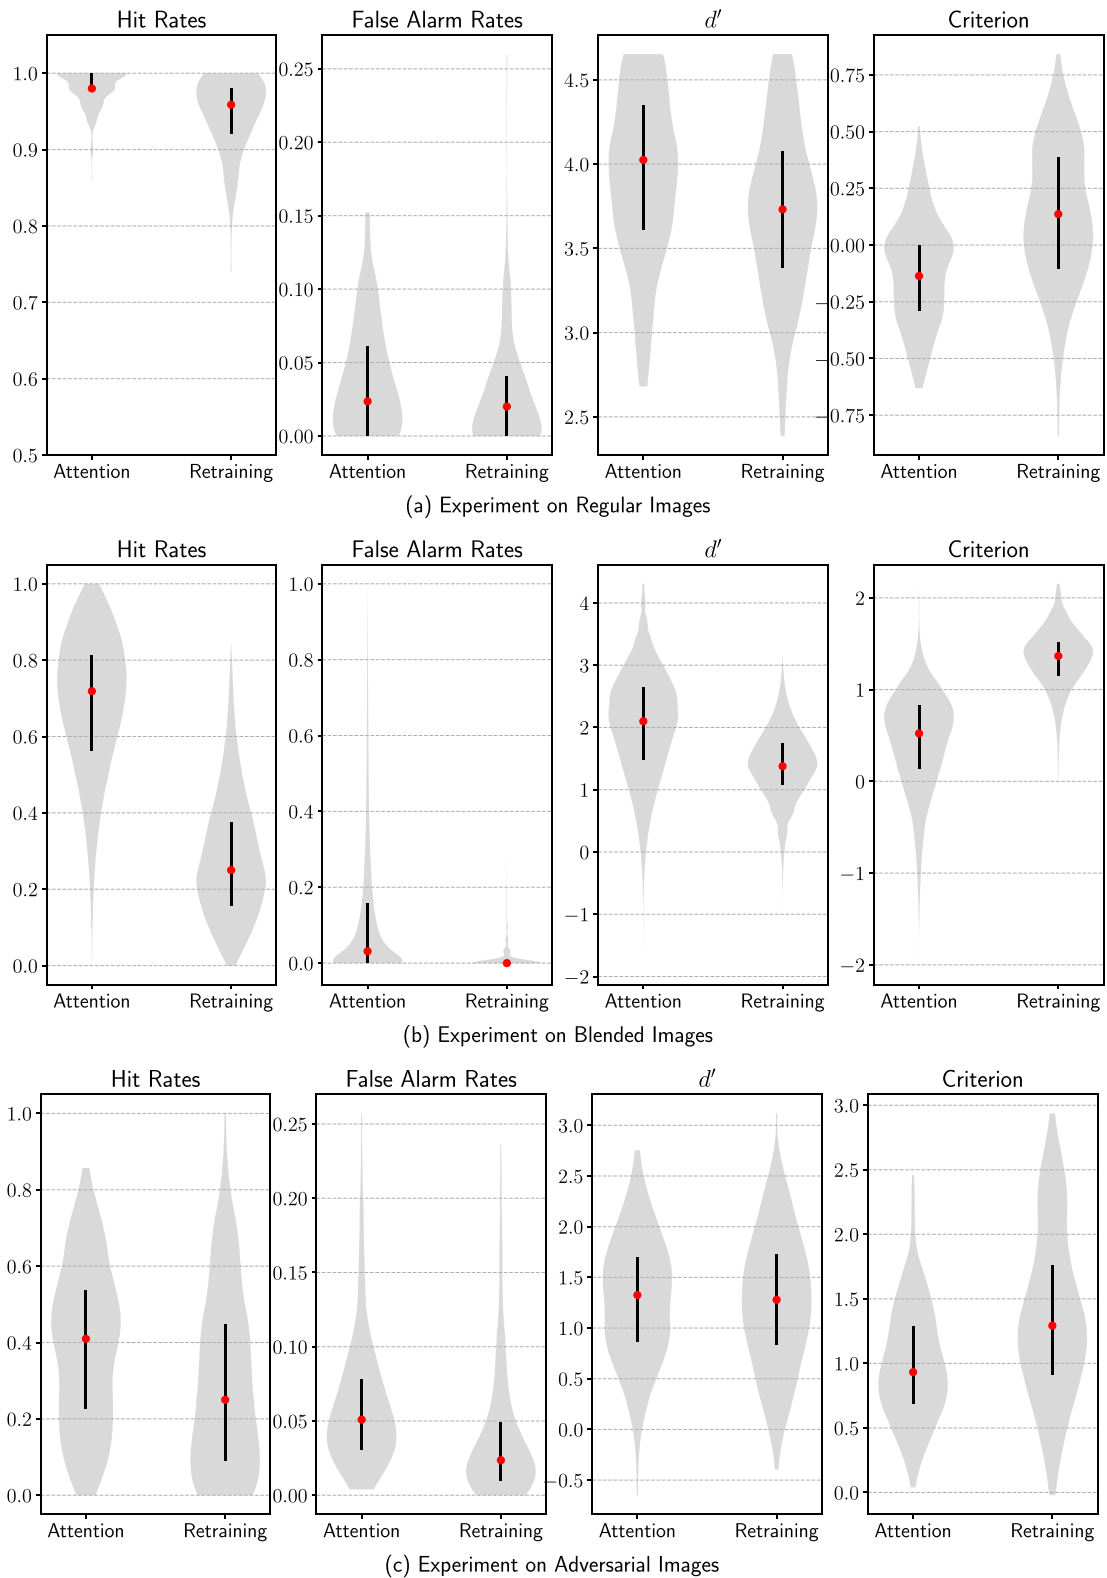 Hit Rates False Alarm Rates d′ Criterion
1.0 0.9 0.8 0.7 0.6 0.5
0.25 0.20 0.15 0.10 0.05 0.00
4.5 4.0 3.5 3.0 2.5
0.75 0.50 0.25 0.00 −0.25 −0.50 −0.75
Attention Retraining Attention Retraining Attention Retraining Attention Retraining
(a) Experiment on Regular Images
Hit Rates False Alarm Rates d′ Criterion
1.0 0.8 0.6 0.4 0.2 0.0
1.0 0.8 0.6 0.4 0.2 0.0
4 3 2 1 0 −1 −2
2 1 0 −1 −2
Attention Retraining Attention Retraining Attention Retraining Attention Retraining
(b) Experiment on Blended Images
Hit Rates False Alarm Rates d′ Criterion
1.0 0.8 0.6 0.4 0.2 0.0
0.25 0.20 0.15 0.10 0.05 0.00
3.0 2.5 2.0 1.5 1.0 0.5 0.0 −0.5
3.0 2.5 2.0 1.5 1.0 0.5 0.0
Attention Retraining Attention Retraining Attention Retraining Attention Retraining
(c) Experiment on Adversarial Images